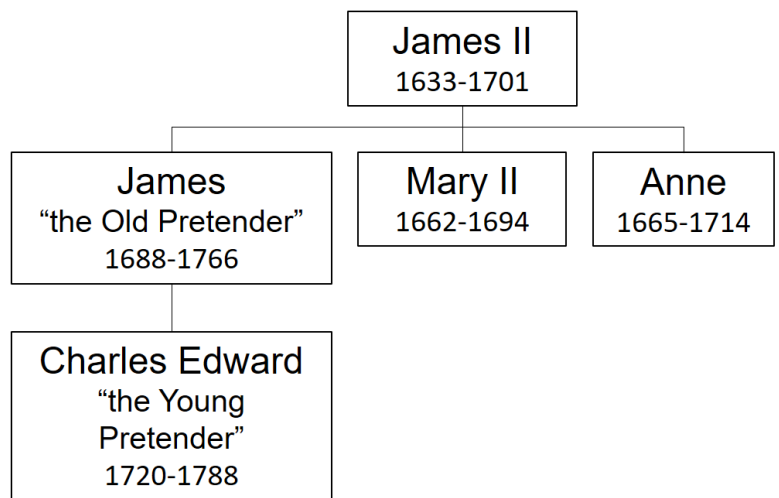 James II
1633-1701
James
“the Old Pretender”
1688-1766
Mary II
1662-1694
Anne
1665-1714
Charles Edward
“the Young
Pretender”
1720-1788